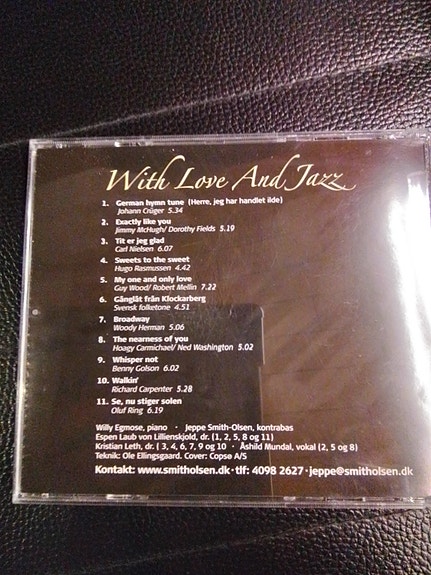 With Love And Jazz
1. German hymn tune (Herre, jeg har handlet ilde)
Johann Crüger 5.34
2. Exactly like you
Jimmy McHugh/ Dorothy Fields 5.19
3. Tit er jeg glad
Carl Nielsen 6.07
4. Sweets to the sweet
Hugo Rasmussen 4.42
5. My one and only love
Guy Wood/ Robert Mellin 7.22
6. Gånglåt från Klockarberg
Svensk folketone 4.51
7. Broadway
Woody Herman 5.06
8. The nearness of you
Hoagy Carmichael/ Ned Washington 5.02
9. Whisper not
Benny Golson 6.02
10. Walkin'
Richard Carpenter 5.28
11. Se, nu stiger solen
Oluf Ring 6.19
Willy Egmose, piano · Jeppe Smith-Olsen, kontrabas
Espen Laub von Lillienskjold, dr. (1, 2, 5, 8 og 11)
Kristian Leth, dr. ( 3, 4, 6, 7, 9 og 10 · Åshild Mundal, vokal (2, 5 og 8)
Teknik: Ole Ellingsgaard. Cover: Copsø A/S
Kontakt: www.smitholsen.dk · tlf: 4098 2627 · jeppe@smitholsen.dk